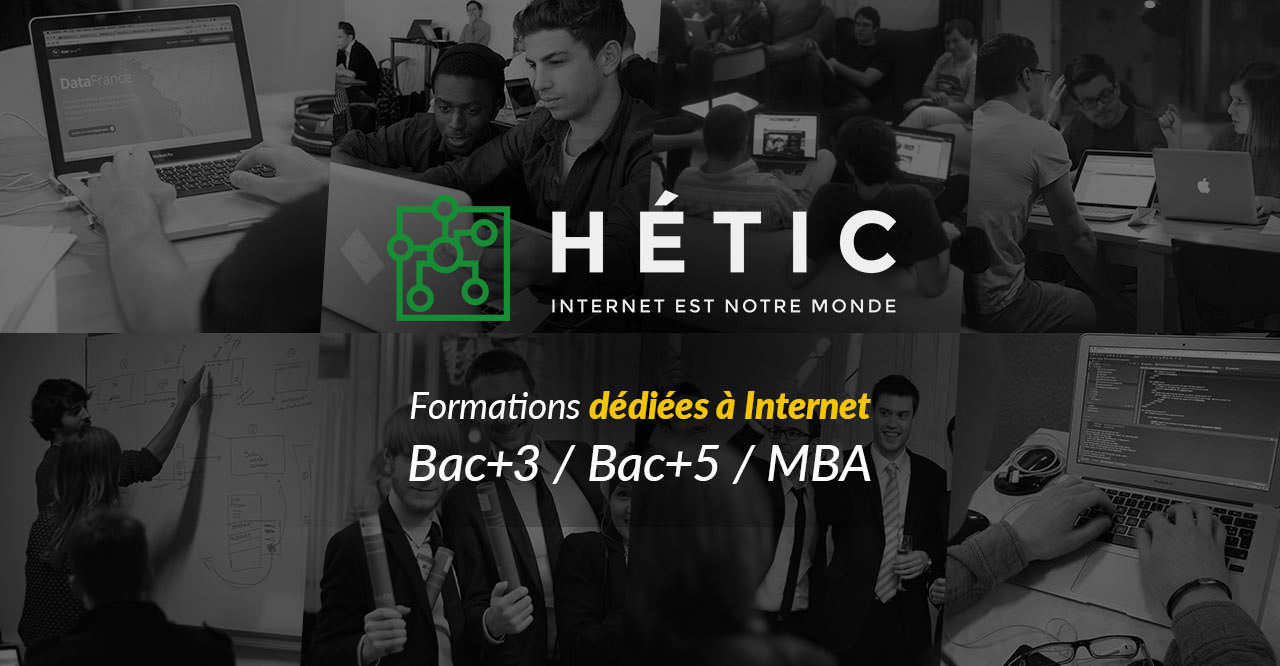 DataFrance
HÉTIC
INTERNET EST NOTRE MONDE
Formations dédiées à Internet
Bac+3 / Bac+5 / MBA